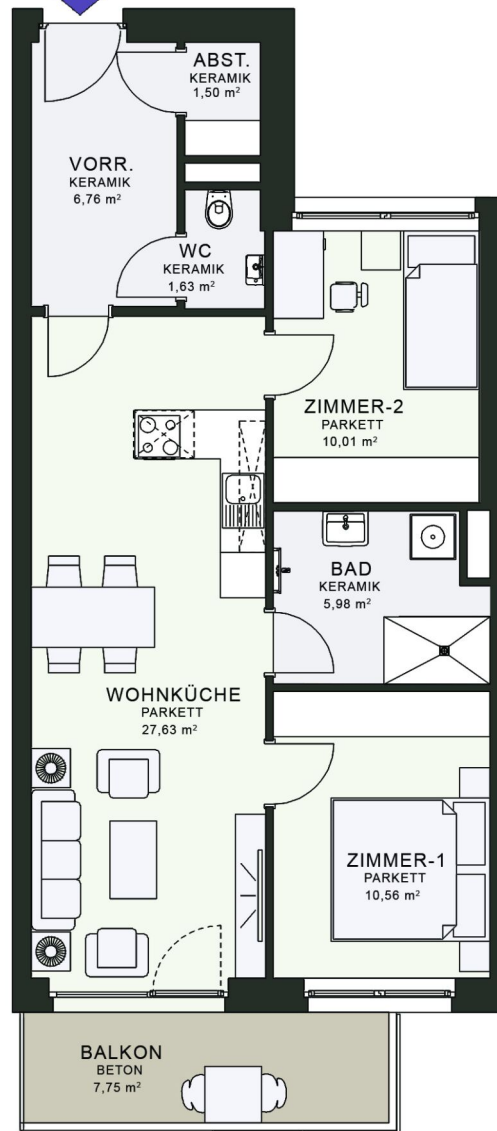 ABST.
KERAMIK
1,50 m²
VORR.
KERAMIK
6,76 m²
WC
KERAMIK
1,63 m²
ZIMMER-2
PARKETT
10,01 m²
BAD
KERAMIK
5,98 m²
WOHNKÜCHE
PARKETT
27,63 m²
ZIMMER-1
PARKETT
10,56 m²
BALKON
BETON
7,75 m²